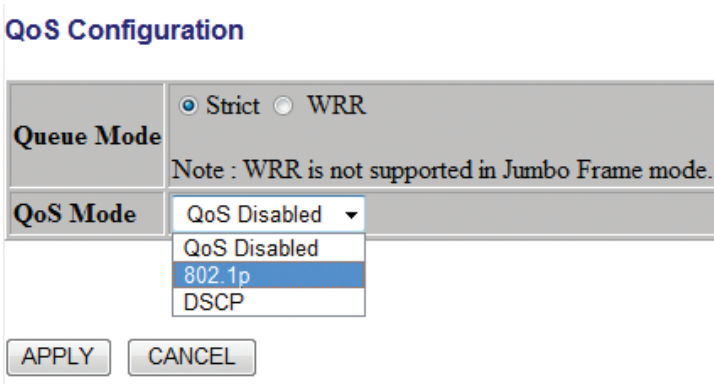 QoS Configuration
Queue Mode
Strict WRR
Note : WRR is not supported in Jumbo Frame mode.
QoS Mode
QoS Disabled
QoS Disabled
802.1p
DSCP
APPLY CANCEL